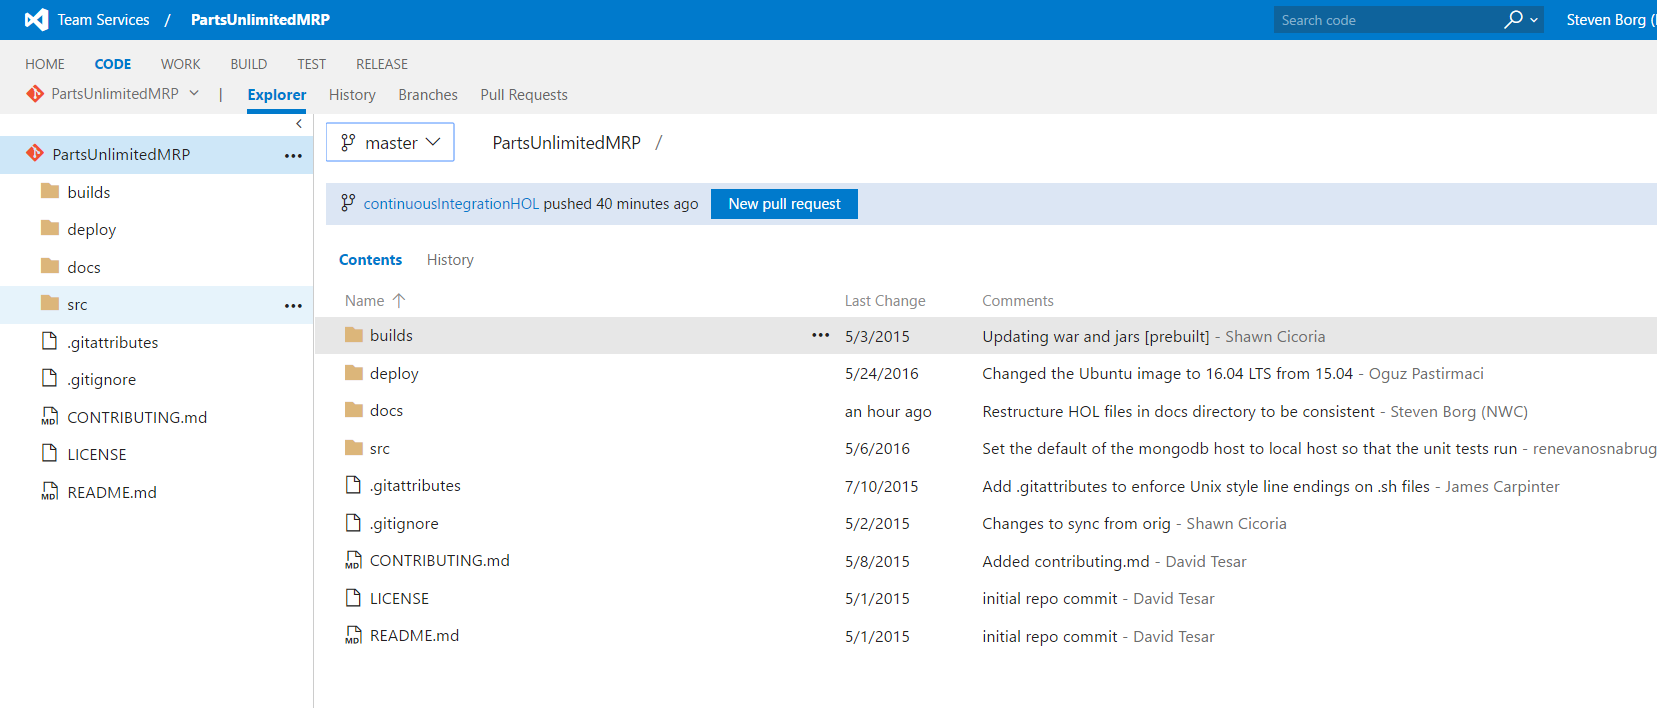 Team Services / PartsUnlimitedMRP Search code Steven Borg (
HOME CODE WORK BUILD TEST RELEASE
PartsUnlimitedMRP | Explorer History Branches Pull Requests
PartsUnlimitedMRP
builds
deploy
docs
src
.gitattributes
.gitignore
CONTRIBUTING.md
LICENSE
README.md
master PartsUnlimitedMRP /
continuousIntegrationHOL pushed 40 minutes ago New pull request
Contents History
Name Last Change Comments
builds 5/3/2015 Updating war and jars [prebuilt] - Shawn Cicoria
deploy 5/24/2016 Changed the Ubuntu image to 16.04 LTS from 15.04 - Oguz Pastirmaci
docs an hour ago Restructure HOL files in docs directory to be consistent - Steven Borg (NWC)
src 5/6/2016 Set the default of the mongodb host to local host so that the unit tests run - renevanosnabrug
.gitattributes 7/10/2015 Add .gitattributes to enforce Unix style line endings on .sh files - James Carpinter
.gitignore 5/2/2015 Changes to sync from orig - Shawn Cicoria
CONTRIBUTING.md 5/8/2015 Added contributing.md - David Tesar
LICENSE 5/1/2015 initial repo commit - David Tesar
README.md 5/1/2015 initial repo commit - David Tesar